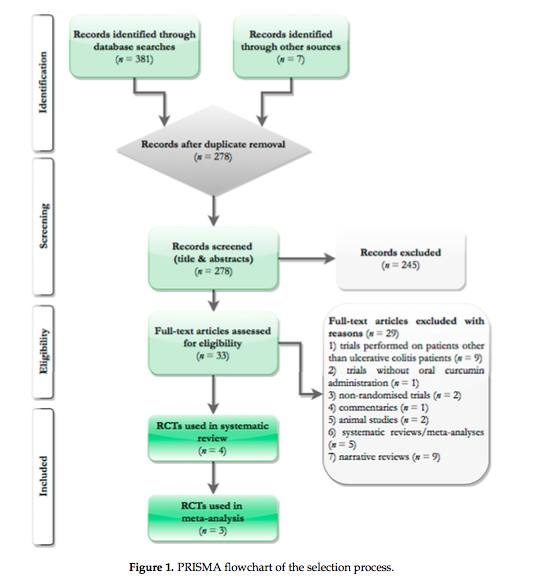 Identification
Records identified through
database searches
(n = 381)
Records identified
through other sources
(n = 7)
Records after duplicate removal
(n = 278)
Screening
Records screened
(title & abstracts)
(n = 278)
Records excluded
(n = 245)
Eligibility
Full-text articles assessed
for eligibility
(n = 33)
Full-text articles excluded with
reasons (n = 29)
1) trials performed on patients other
than ulcerative colitis patients (n = 9)
2) trials without oral curcumin
administration (n = 1)
3) non-randomised trials (n = 2)
4) commentaries (n = 1)
5) animal studies (n = 2)
6) systematic reviews/meta-analyses
(n = 5)
7) narrative reviews (n = 9)
Included
RCTs used in systematic
review
(n = 4)
RCTs used in
meta-analysis
(n = 3)
Figure 1. PRISMA flowchart of the selection process.